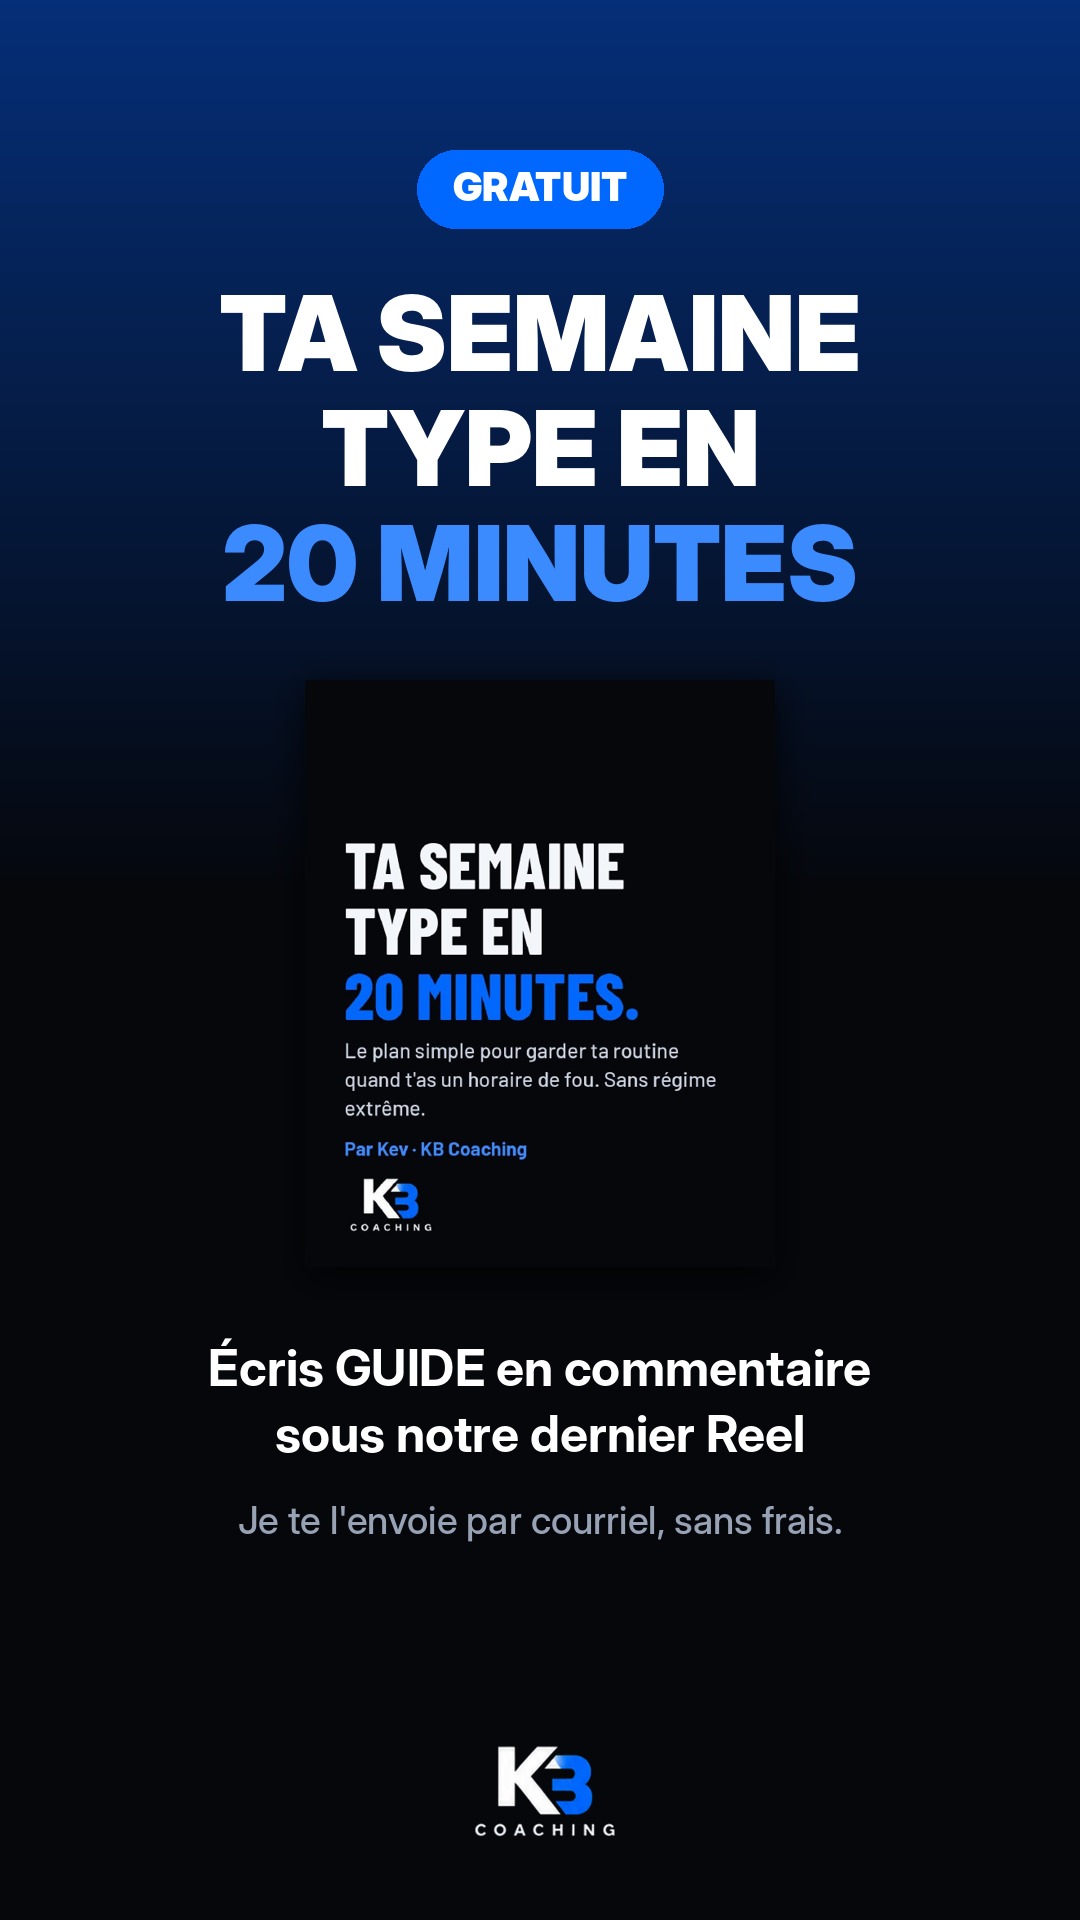 GRATUIT
TA SEMAINE
TYPE EN
20 MINUTES
TA SEMAINE
TYPE EN
20 MINUTES.
Le plan simple pour garder ta routine
quand t'as un horaire de fou. Sans régime
extrême.
Par Kev · KB Coaching
KB
COACHING
Écris GUIDE en commentaire
sous notre dernier Reel
Je te l'envoie par courriel, sans frais.
KB
COACHING